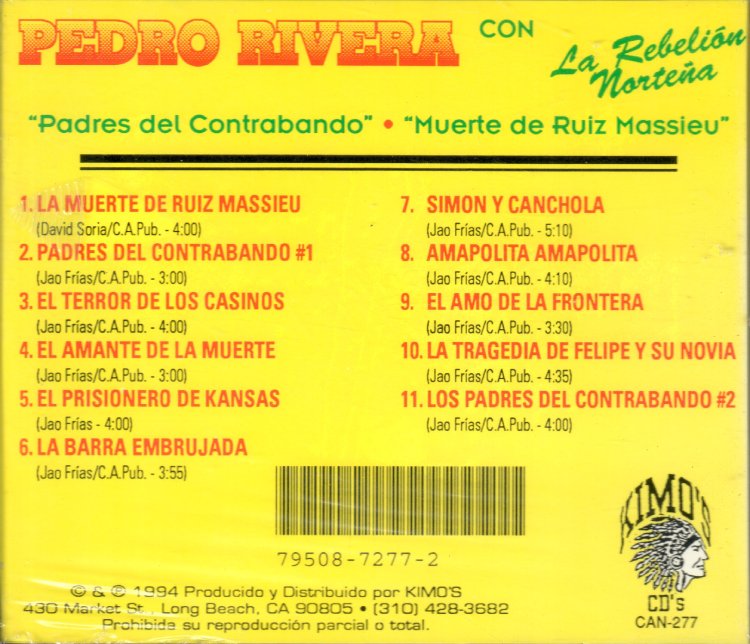 PEDRO RIVERA CON La Rebelión Norteña
"Padres del Contrabando" • "Muerte de Ruiz Massieu"
1. LA MUERTE DE RUIZ MASSIEU
(David Soria/C.A.Pub. - 4:00)
2. PADRES DEL CONTRABANDO #1
(Jao Frías/C.A.Pub. - 3:00)
3. EL TERROR DE LOS CASINOS
(Jao Frías/C.A.Pub. - 4:00)
4. EL AMANTE DE LA MUERTE
(Jao Frías/C.A.Pub. - 3:00)
5. EL PRISIONERO DE KANSAS
(Jao Frías - 4:00)
6. LA BARRA EMBRUJADA
(Jao Frías/C.A.Pub. - 3:55)
7. SIMON Y CANCHOLA
(Jao Frías/C.A.Pub. - 5:10)
8. AMAPOLITA AMAPOLITA
(Jao Frías/C.A.Pub. - 4:10)
9. EL AMO DE LA FRONTERA
(Jao Frías/C.A.Pub. - 3:30)
10. LA TRAGEDIA DE FELIPE Y SU NOVIA
(Jao Frías/C.A.Pub. - 4:35)
11. LOS PADRES DEL CONTRABANDO #2
(Jao Frías/C.A.Pub. - 4:00)
79508-7277-2
© & ℗ 1994 Producido y Distribuido por KIMO'S
430 Market St., Long Beach, CA 90805 • (310) 428-3682
Prohibida su reproducción parcial o total.
KIMO'S
CD's
CAN-277